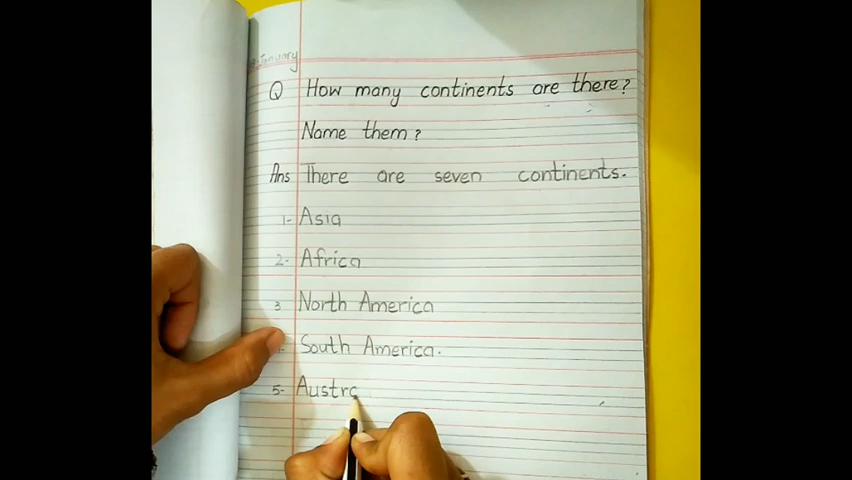 January
Q How many continents are there?
Name them?
Ans There are seven continents.
1- Asia
2- Africa
3 North America
South America.
5- Austra